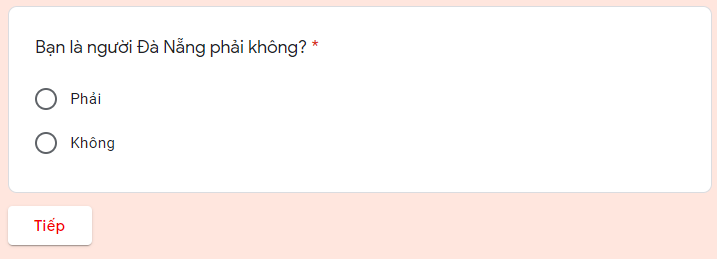 Bạn là người Đà Nẵng phải không? *
Phải
Không
Tiếp